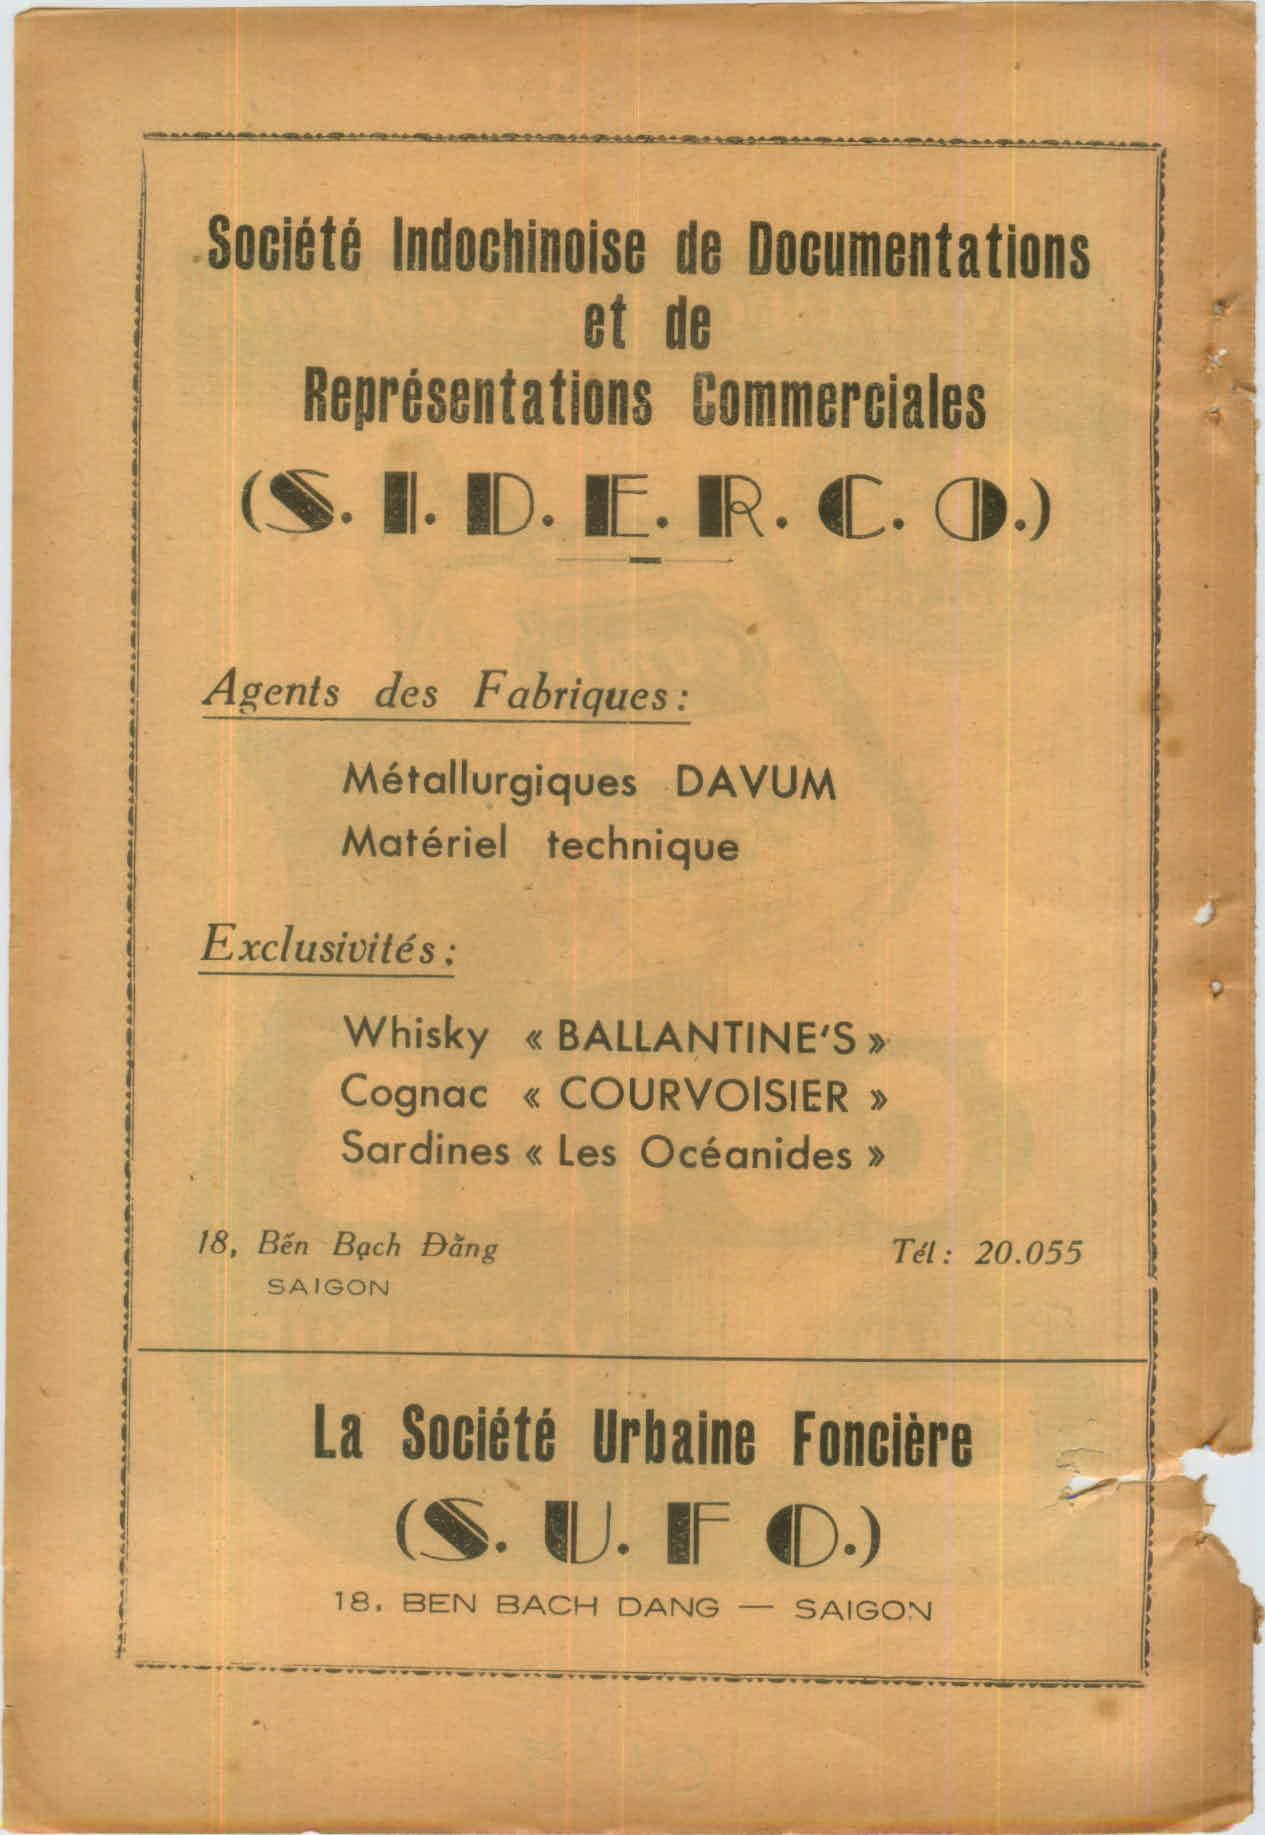 Société Indochinoise de Documentations
et de
Représentations Commerciales
(S. I. D. E. R. C. O.)
Agents des Fabriques :
Métallurgiques DAVUM
Matériel technique
Exclusivités :
Whisky « BALLANTINE'S »
Cognac « COURVOISIER »
Sardines « Les Océanides »
18, Bến Bạch Đằng
Tél : 20.055
SAIGON
La Société Urbaine Foncière
(S. U. F O.)
18. BEN BACH DANG — SAIGON